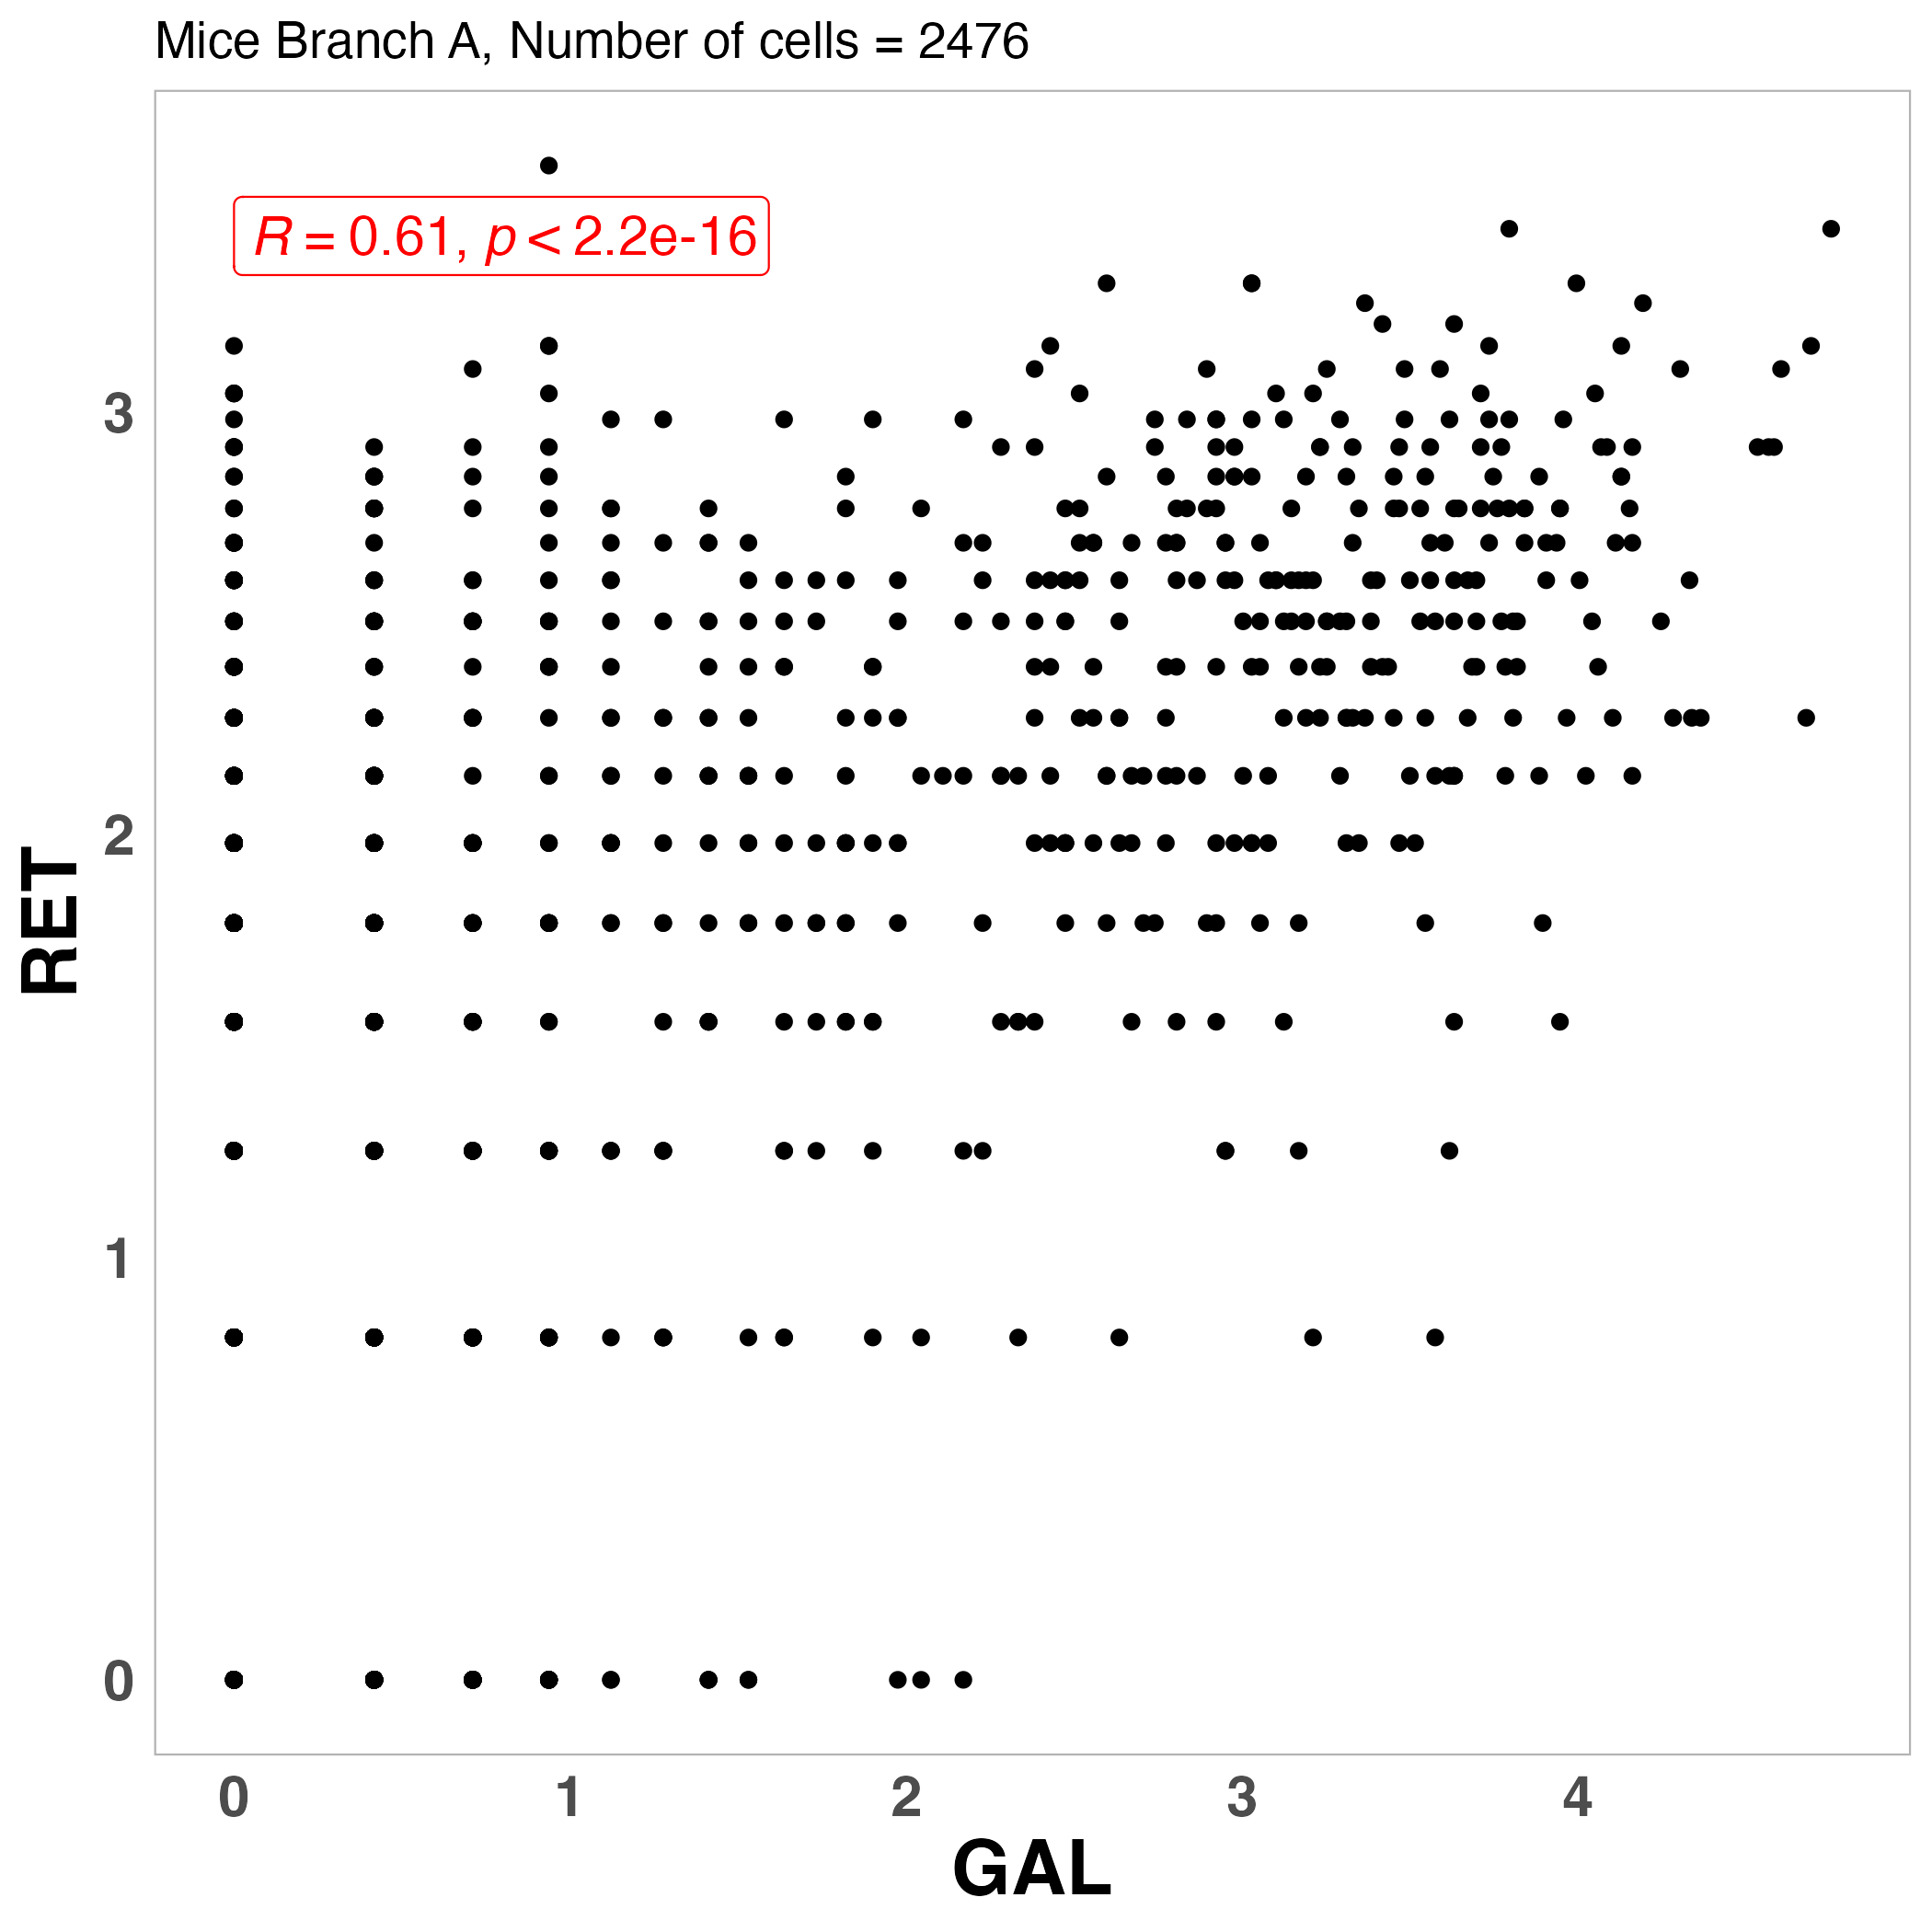 Mice Branch A, Number of cells = 2476
R = 0.61, p < 2.2e-16
3
2
1
0
RET
0 1 2 3 4
GAL